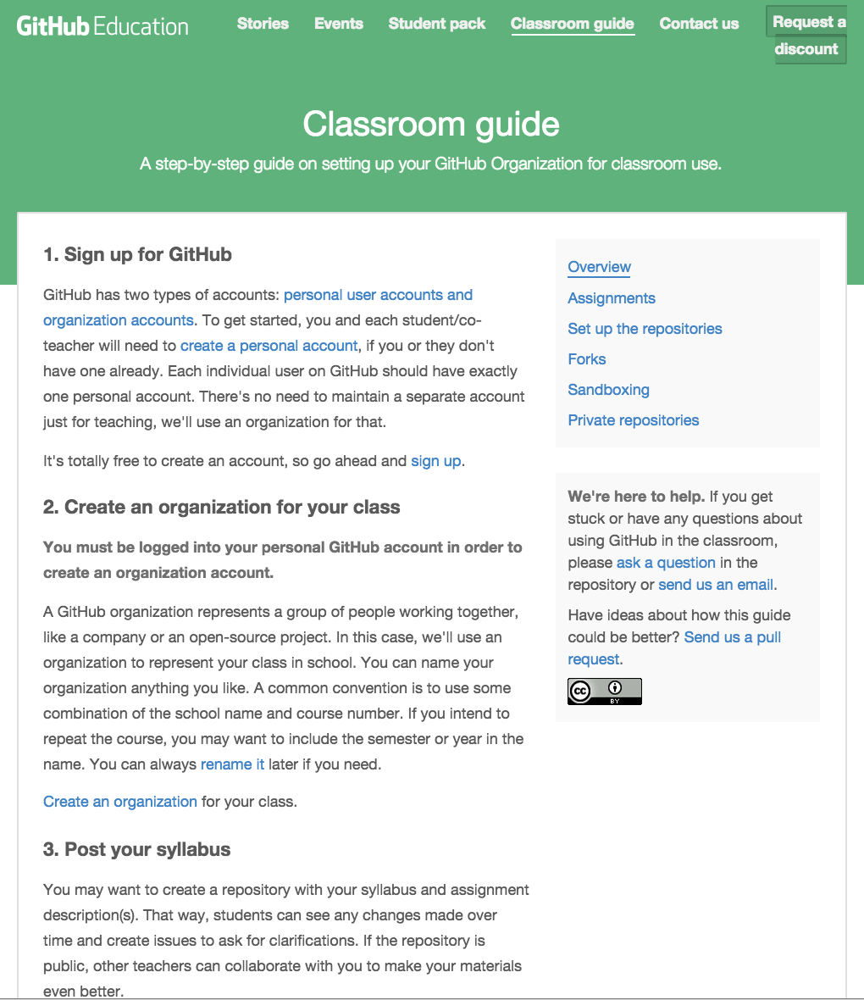 GitHub Education
Stories
Events
Student pack
Classroom guide
Contact us
Request a
discount
Classroom guide
A step-by-step guide on setting up your GitHub Organization for classroom use.
1. Sign up for GitHub
GitHub has two types of accounts: personal user accounts and
organization accounts. To get started, you and each student/co-
teacher will need to create a personal account, if you or they don't
have one already. Each individual user on GitHub should have exactly
one personal account. There's no need to maintain a separate account
just for teaching, we'll use an organization for that.
It's totally free to create an account, so go ahead and sign up.
2. Create an organization for your class
You must be logged into your personal GitHub account in order to
create an organization account.
A GitHub organization represents a group of people working together,
like a company or an open-source project. In this case, we'll use an
organization to represent your class in school. You can name your
organization anything you like. A common convention is to use some
combination of the school name and course number. If you intend to
repeat the course, you may want to include the semester or year in the
name. You can always rename it later if you need.
Create an organization for your class.
3. Post your syllabus
You may want to create a repository with your syllabus and assignment
description(s). That way, students can see any changes made over
time and create issues to ask for clarifications. If the repository is
public, other teachers can collaborate with you to make your materials
even better.
Overview
Assignments
Set up the repositories
Forks
Sandboxing
Private repositories
We're here to help. If you get
stuck or have any questions about
using GitHub in the classroom,
please ask a question in the
repository or send us an email.
Have ideas about how this guide
could be better? Send us a pull
request.
cc
BY